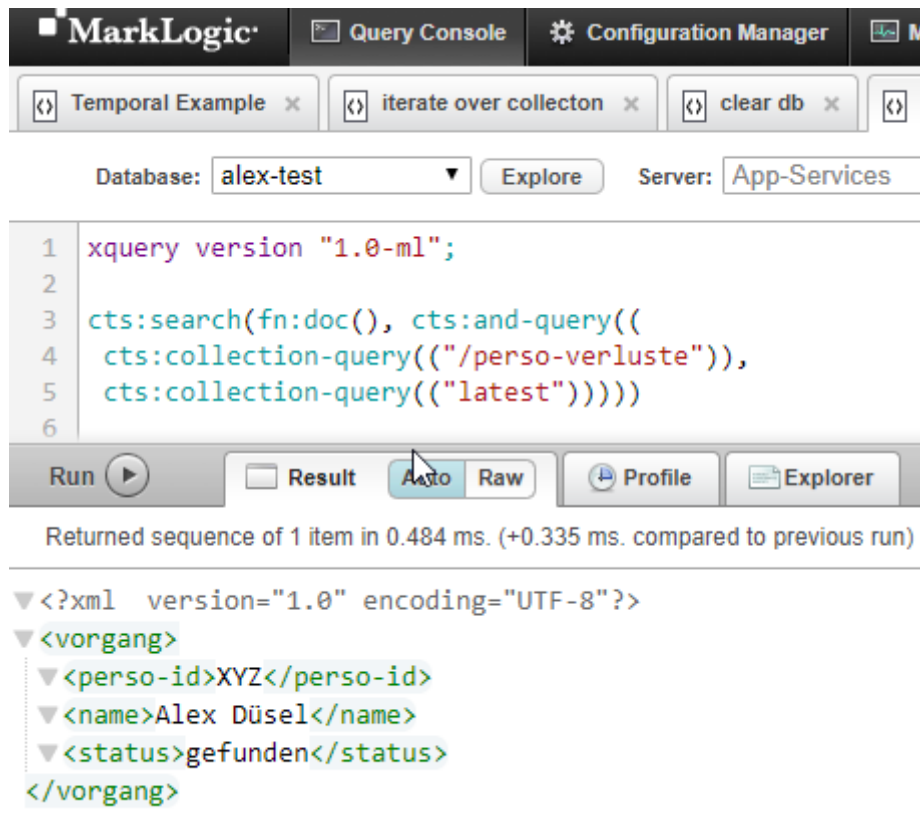 MarkLogic Query Console Configuration Manager M
Temporal Example × iterate over collecton × clear db ×
Database: alex-test Explore Server: App-Services
1 xquery version "1.0-ml";
2
3 cts:search(fn:doc(), cts:and-query((
4 cts:collection-query(("/perso-verluste")),
5 cts:collection-query(("latest")))))
6
Run Result Auto Raw Profile Explorer
Returned sequence of 1 item in 0.484 ms. (+0.335 ms. compared to previous run)
<?xml version="1.0" encoding="UTF-8"?>
<vorgang>
<perso-id>XYZ</perso-id>
<name>Alex Düsel</name>
<status>gefunden</status>
</vorgang>